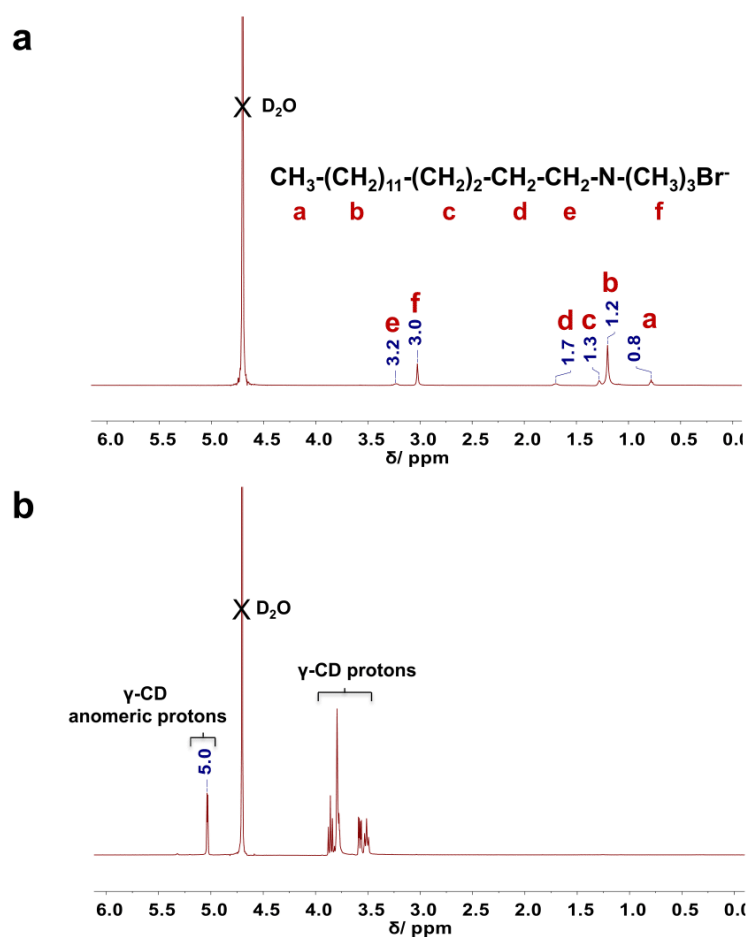 a
X D₂O
CH₃-(CH₂)₁₁-(CH₂)₂-CH₂-CH₂-N-(CH₃)₃Br⁻
a b c d e f
e f d c b a
3.2 3.0 1.7 1.3 1.2 0.8
6.0 5.5 5.0 4.5 4.0 3.5 3.0 2.5 2.0 1.5 1.0 0.5 0.0
δ/ ppm
b
X D₂O
γ-CD protons
γ-CD
anomeric protons
5.0
6.0 5.5 5.0 4.5 4.0 3.5 3.0 2.5 2.0 1.5 1.0 0.5 0.0
δ/ ppm